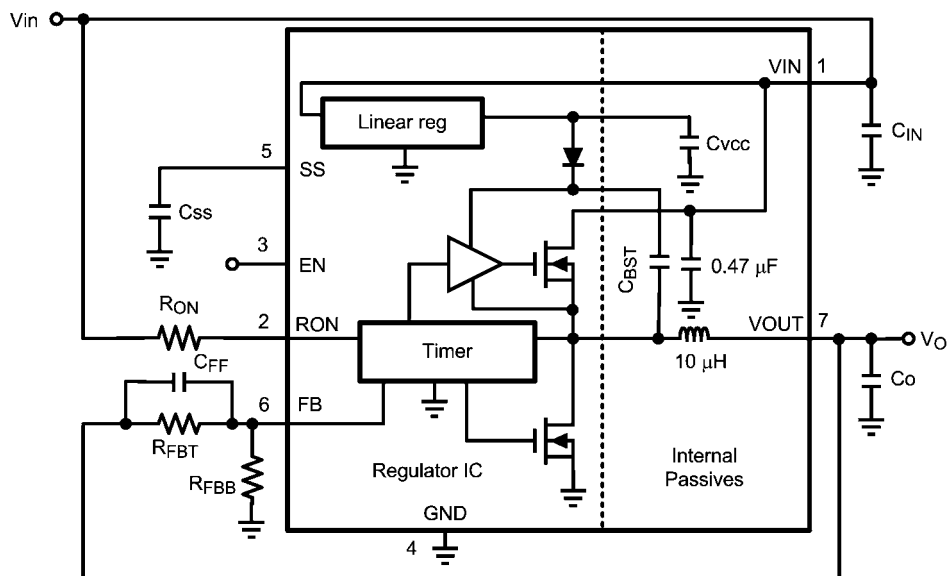 Vin
VIN 1
Linear reg
Cvcc
CIN
5
SS
Css
3
EN
CBST
0.47 μF
RON
2
RON
Timer
VOUT 7
VO
10 μH
CFF
Co
6
FB
RFBT
RFBB
Regulator IC
Internal
Passives
GND
4